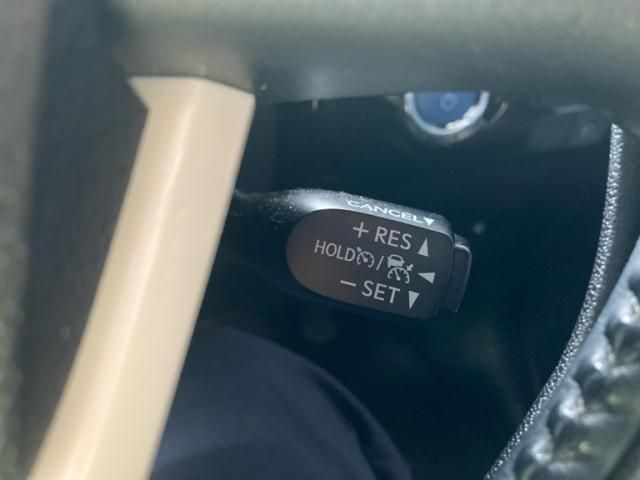 CANCEL▼
+ RES ▲
HOLD / ◀
− SET ▼